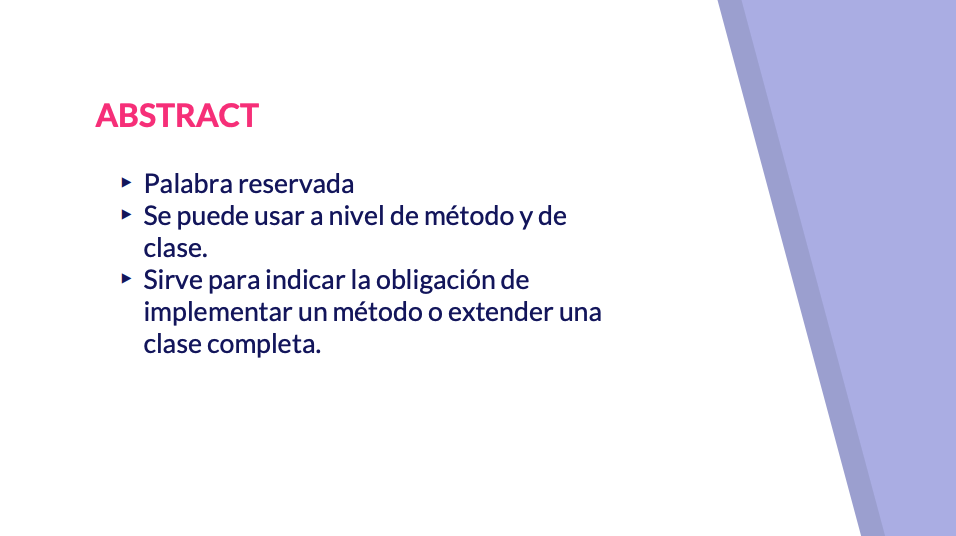 ABSTRACT
▸ Palabra reservada
▸ Se puede usar a nivel de método y de
clase.
▸ Sirve para indicar la obligación de
implementar un método o extender una
clase completa.